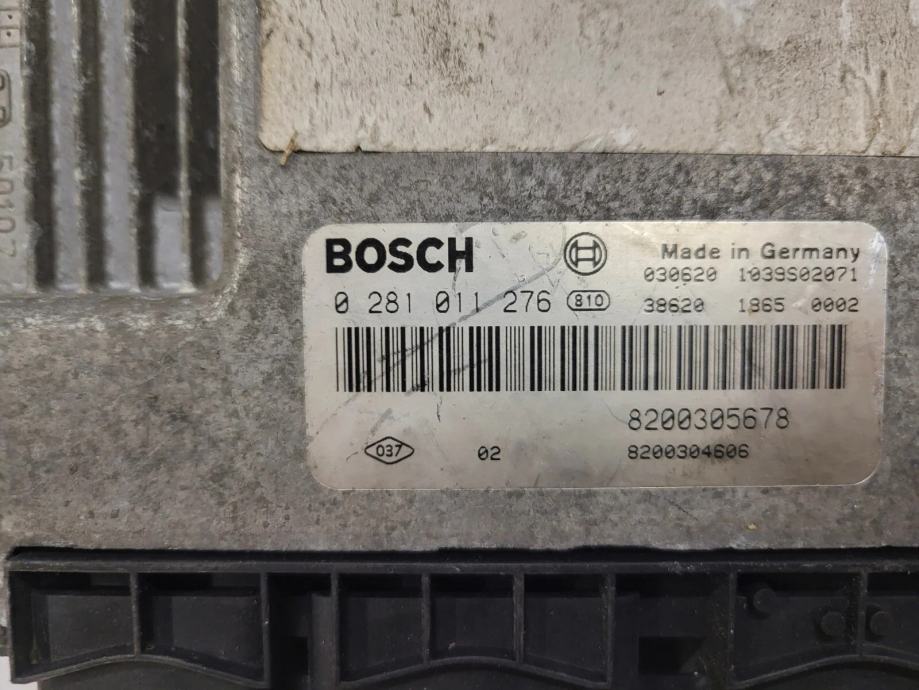 BOSCH
Made in Germany
030620 1039S02071
0 281 011 276 810
38620 1865 0002
8200305678
037 02 8200304606